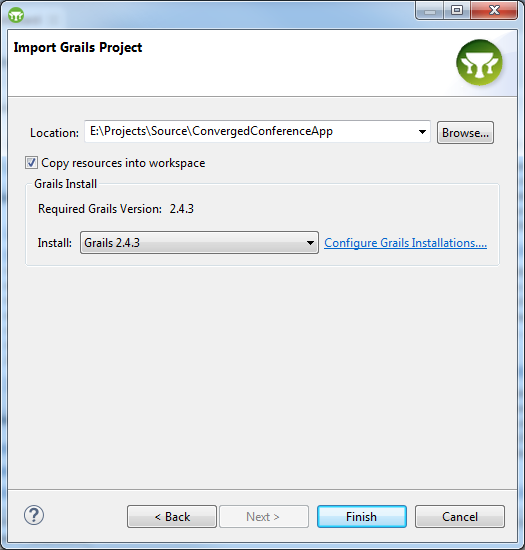 Import Grails Project
Location: E:\Projects\Source\ConvergedConferenceApp Browse...
Copy resources into workspace
Grails Install
Required Grails Version: 2.4.3
Install: Grails 2.4.3 Configure Grails Installations....
? < Back Next > Finish Cancel